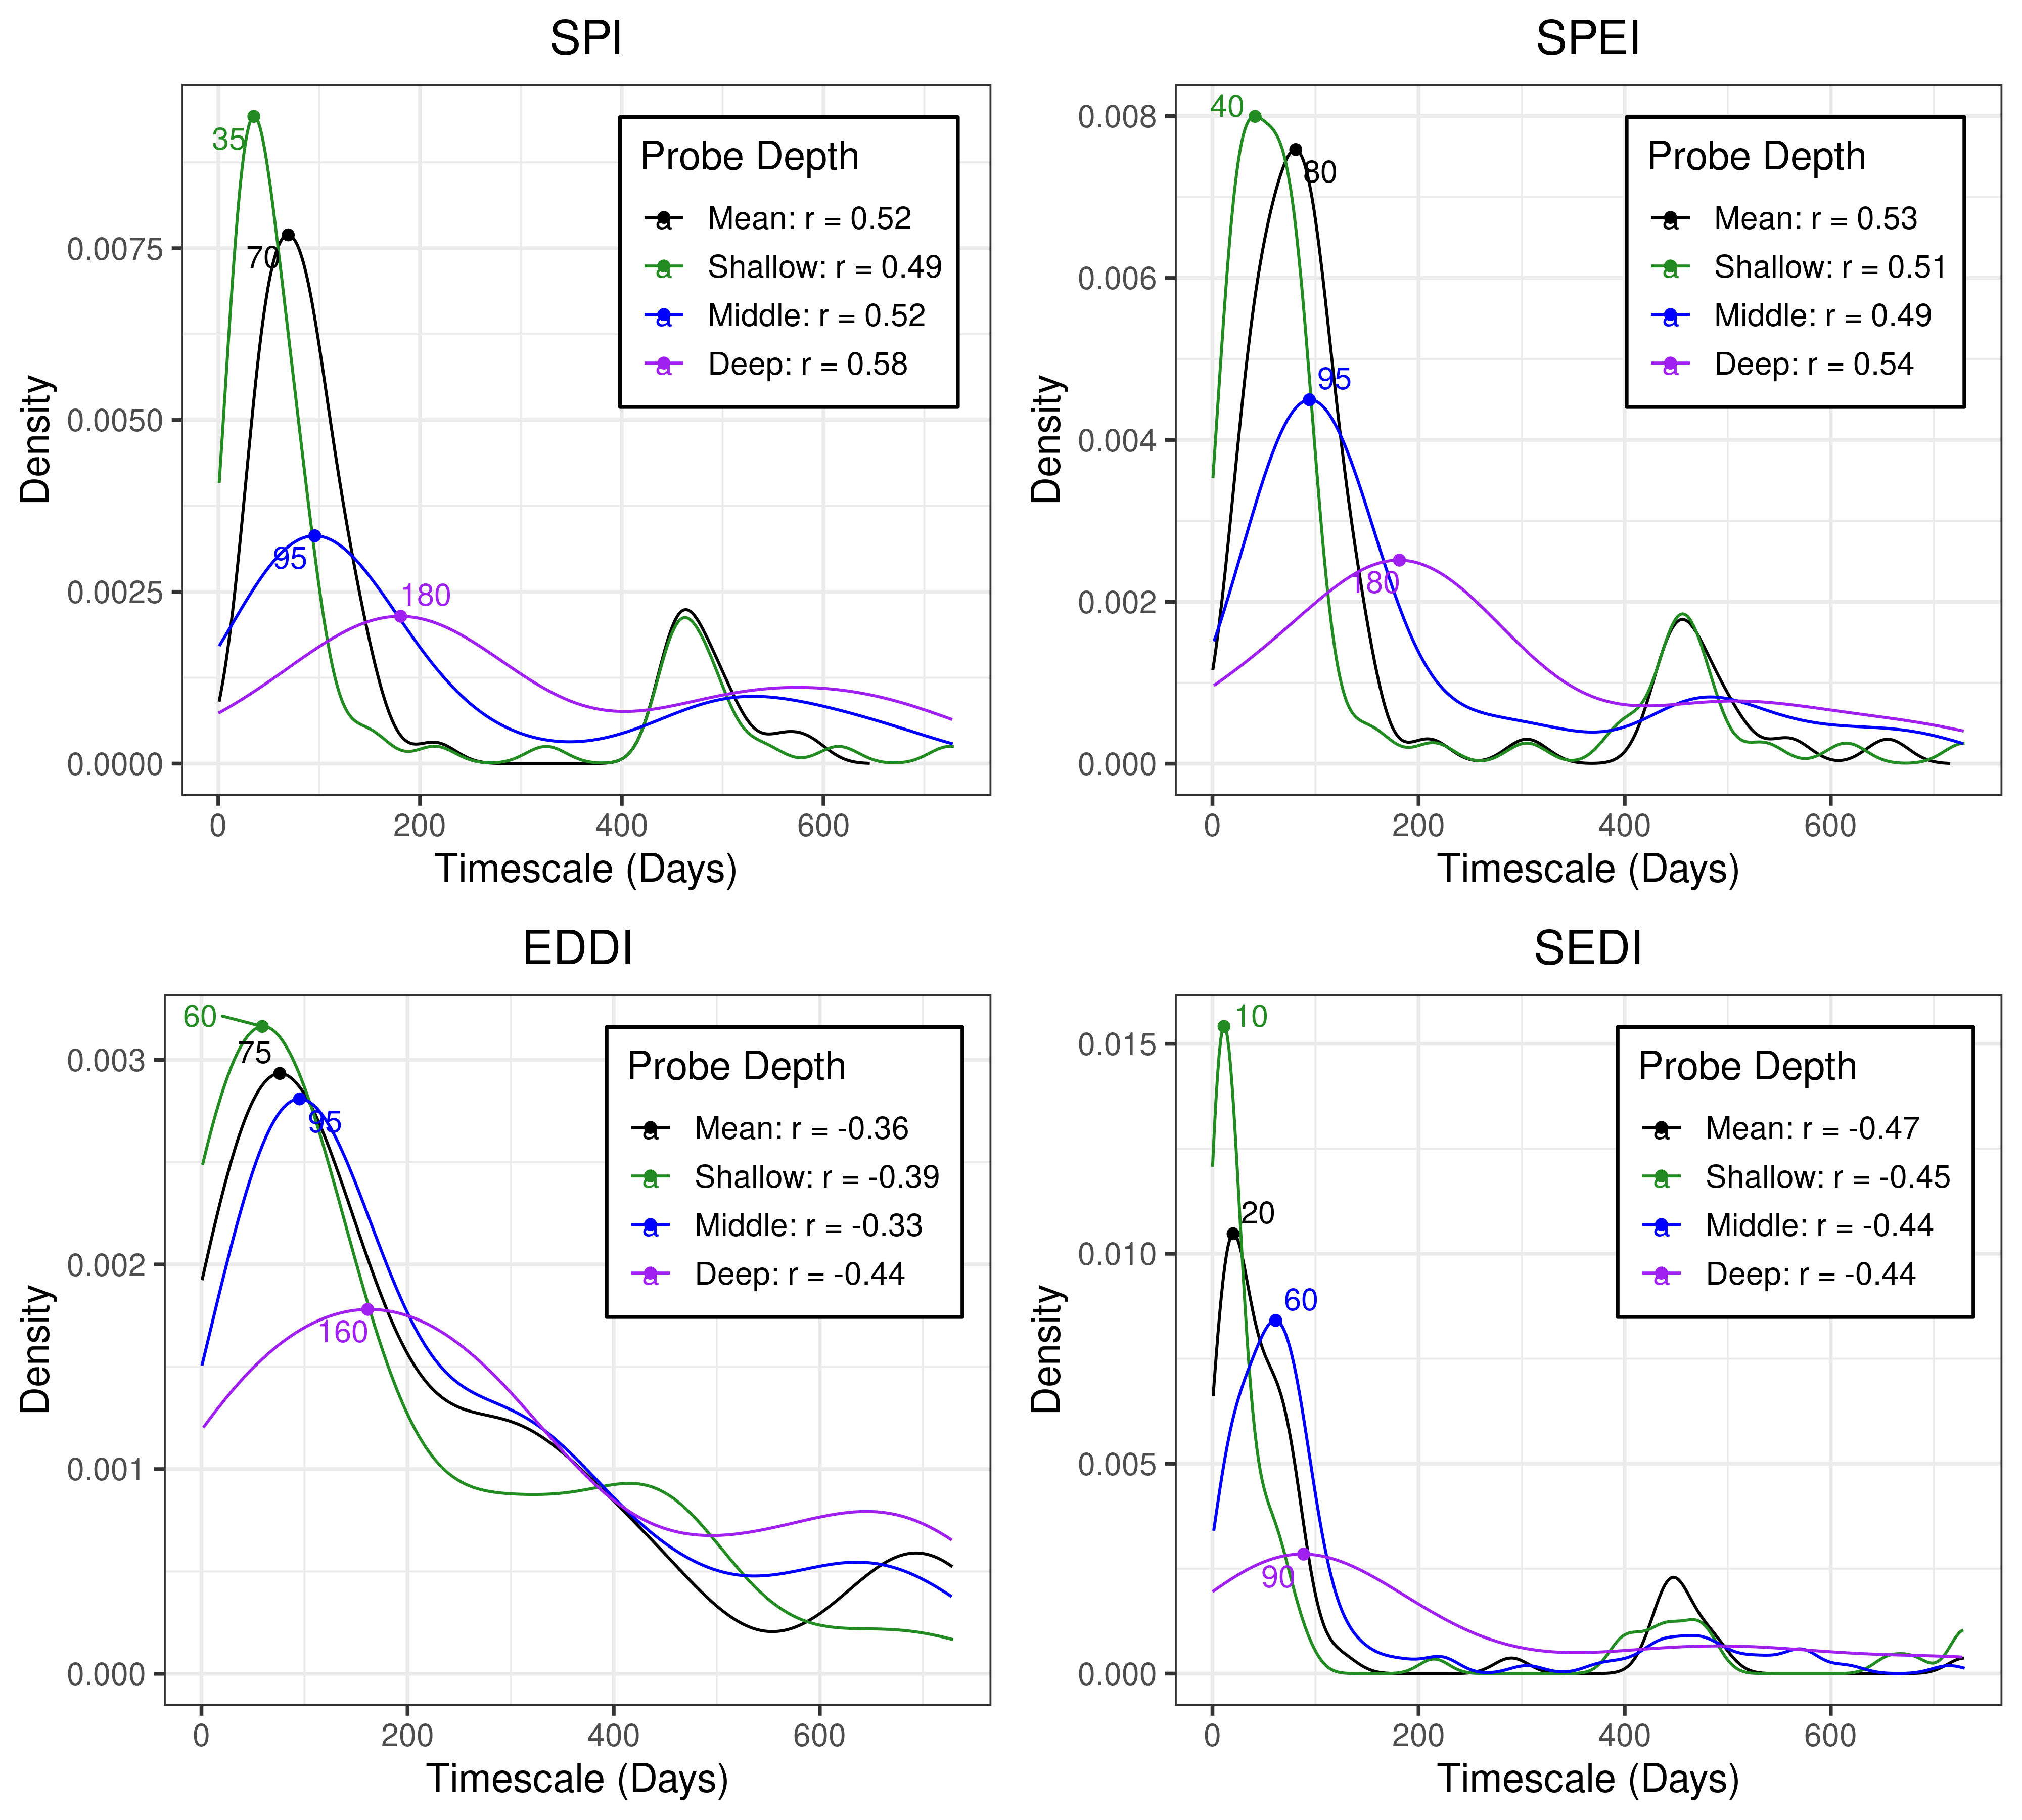 SPI
Density
0.0000
0.0025
0.0050
0.0075
35
70
95
180
Probe Depth
a Mean: r = 0.52
a Shallow: r = 0.49
a Middle: r = 0.52
a Deep: r = 0.58
0 200 400 600
Timescale (Days)
SPEI
Density
0.008
0.006
0.004
0.002
0.000
40
80
95
180
Probe Depth
a Mean: r = 0.53
a Shallow: r = 0.51
a Middle: r = 0.49
a Deep: r = 0.54
0 200 400 600
Timescale (Days)
EDDI
Density
0.003
0.002
0.001
0.000
60
75
95
160
Probe Depth
a Mean: r = -0.36
a Shallow: r = -0.39
a Middle: r = -0.33
a Deep: r = -0.44
0 200 400 600
Timescale (Days)
SEDI
Density
0.015
0.010
0.005
0.000
10
20
60
90
Probe Depth
a Mean: r = -0.47
a Shallow: r = -0.45
a Middle: r = -0.44
a Deep: r = -0.44
0 200 400 600
Timescale (Days)